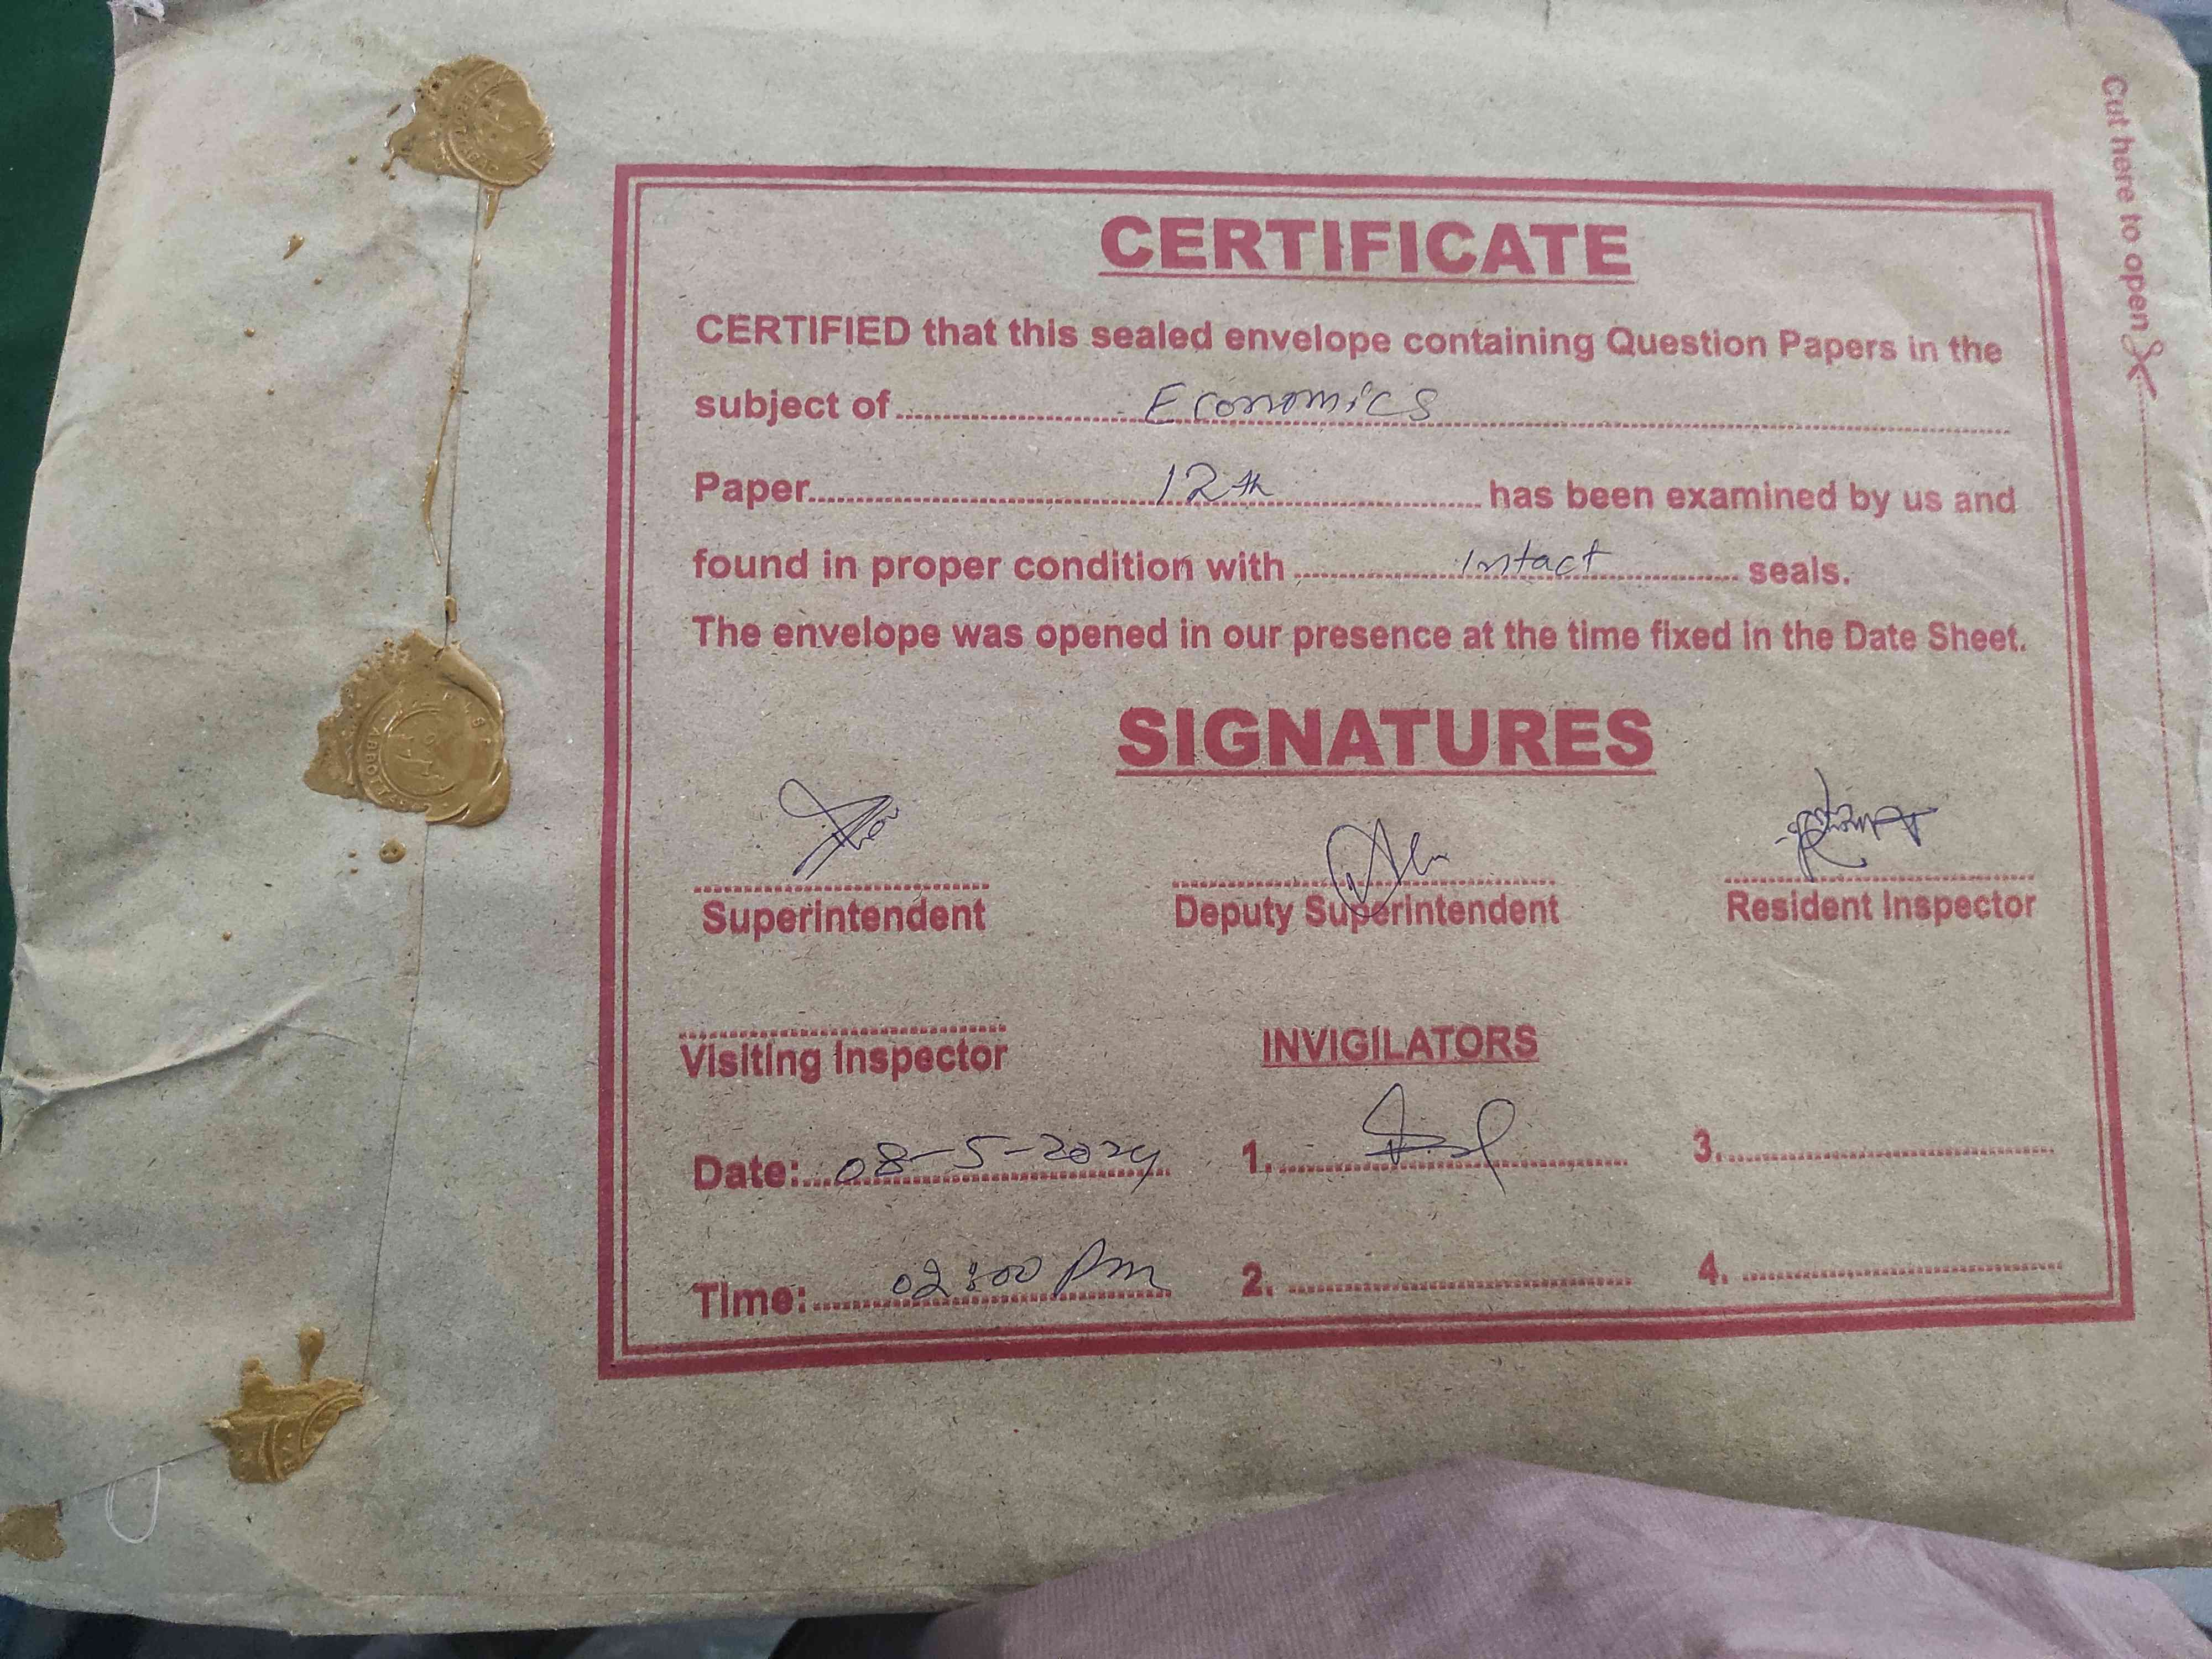 CERTIFICATE
CERTIFIED that this sealed envelope containing Question Papers in the
subject of Economics
Paper 12th has been examined by us and
found in proper condition with Intact seals.
The envelope was opened in our presence at the time fixed in the Date Sheet.
SIGNATURES
Superintendent Deputy Superintendent Resident Inspector
Visiting Inspector INVIGILATORS
Date: 08-5-2024 1. 3.
Time: 02:00 Pm 2. 4.
Cut here to open